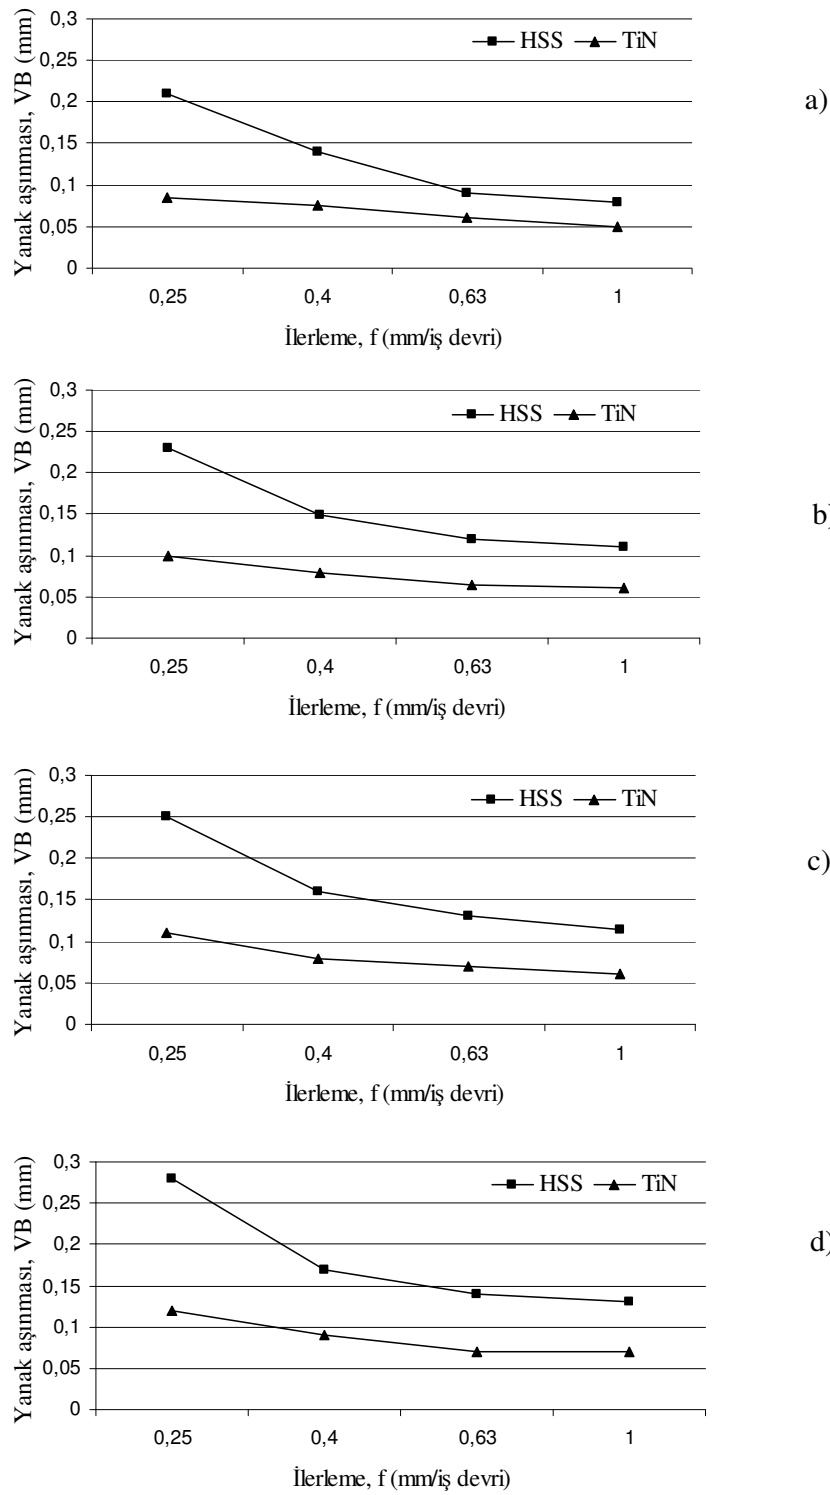 0,3
HSS TiN
0,25
0,2
a)
0,15
0,1
0,05
0
Yanak aşınması, VB (mm)
0,25 0,4 0,63 1
İlerleme, f (mm/iş devri)
0,3
HSS TiN
0,25
0,2
0,15
b)
0,1
0,05
0
Yanak aşınması, VB (mm)
0,25 0,4 0,63 1
İlerleme, f (mm/iş devri)
0,3
HSS TiN
0,25
0,2
c)
0,15
0,1
0,05
0
Yanak aşınması, VB (mm)
0,25 0,4 0,63 1
İlerleme, f (mm/iş devri)
0,3
HSS TiN
0,25
0,2
d)
0,15
0,1
0,05
0
Yanak aşınması, VB (mm)
0,25 0,4 0,63 1
İlerleme, f (mm/iş devri)